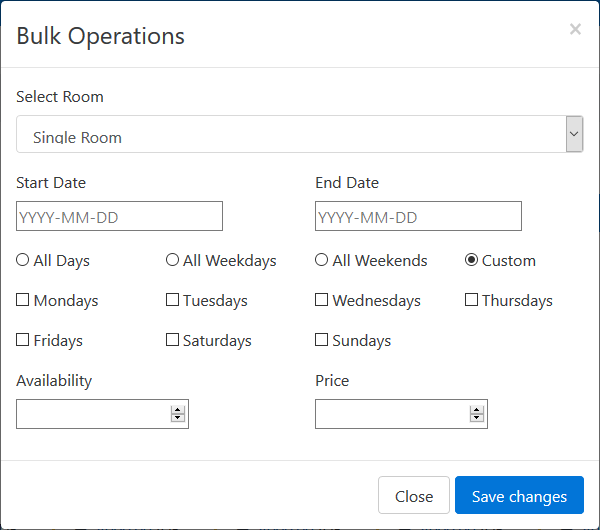 Bulk Operations ×
Select Room
Single Room
Start Date End Date
YYYY-MM-DD YYYY-MM-DD
All Days All Weekdays All Weekends Custom
Mondays Tuesdays Wednesdays Thursdays
Fridays Saturdays Sundays
Availability Price
Close Save changes